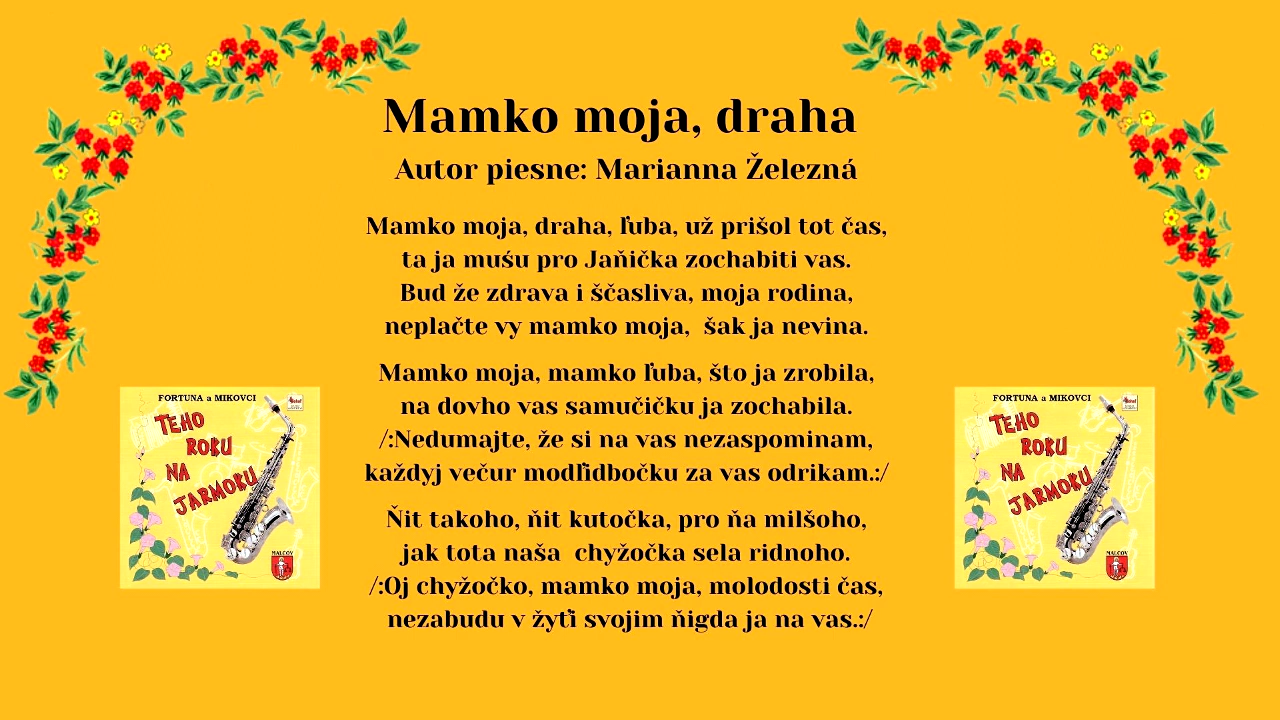 Mamko moja, draha
Autor piesne: Marianna Železná
Mamko moja, draha, ľuba, už prišol tot čas,
ta ja muśu pro Jaňička zochabiti vas.
Bud že zdrava i ščasliva, moja rodina,
neplačte vy mamko moja, šak ja nevina.
Mamko moja, mamko ľuba, što ja zrobila,
na dovho vas samučičku ja zochabila.
/:Nedumajte, že si na vas nezaspominam,
každyj večur modľidbočku za vas odrikam.:/
Ňit takoho, ňit kutočka, pro ňa milšoho,
jak tota naša chyžočka sela ridnoho.
/:Oj chyžočko, mamko moja, molodosti čas,
nezabudu v žyťi svojim ňigda ja na vas.:/
FORTUNA a MIKOVCI
TEHO
ROKU
NA
JARMOKU
MALCOV
FORTUNA a MIKOVCI
TEHO
ROKU
NA
JARMOKU
MALCOV